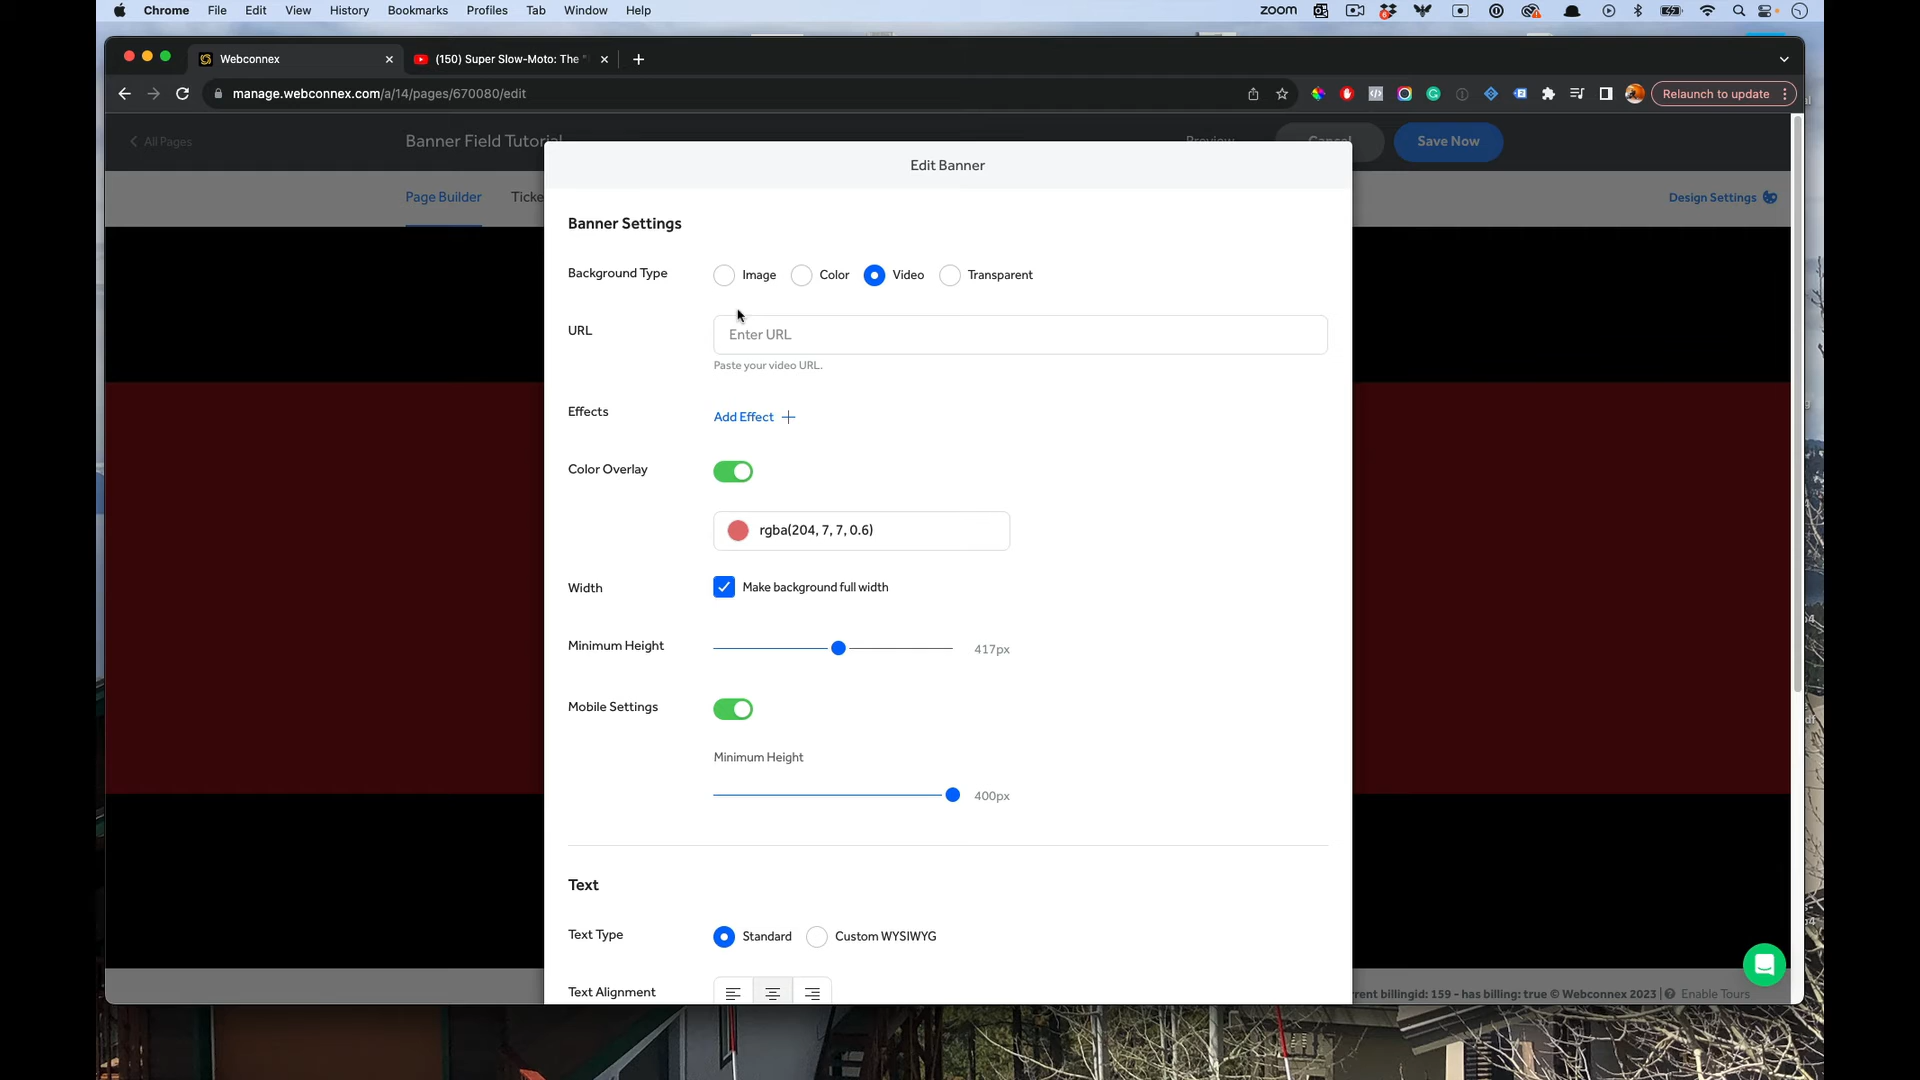 Chrome File Edit View History Bookmarks Profiles Tab Window Help zoom
Webconnex
(150) Super Slow-Moto: The
manage.webconnex.com/a/14/pages/670080/edit
Relaunch to update
All Pages
Banner Field Tutorial
Preview
Cancel
Save Now
Edit Banner
Page Builder
Ticke
Design Settings
Banner Settings
Background Type
Image Color Video Transparent
URL
Enter URL
Paste your video URL.
Effects
Add Effect
Color Overlay
rgba(204, 7, 7, 0.6)
Width
Make background full width
Minimum Height
417px
Mobile Settings
Minimum Height
400px
Text
Text Type
Standard Custom WYSIWYG
Text Alignment
rent billingid: 159 - has billing: true © Webconnex 2023 | Enable Tours